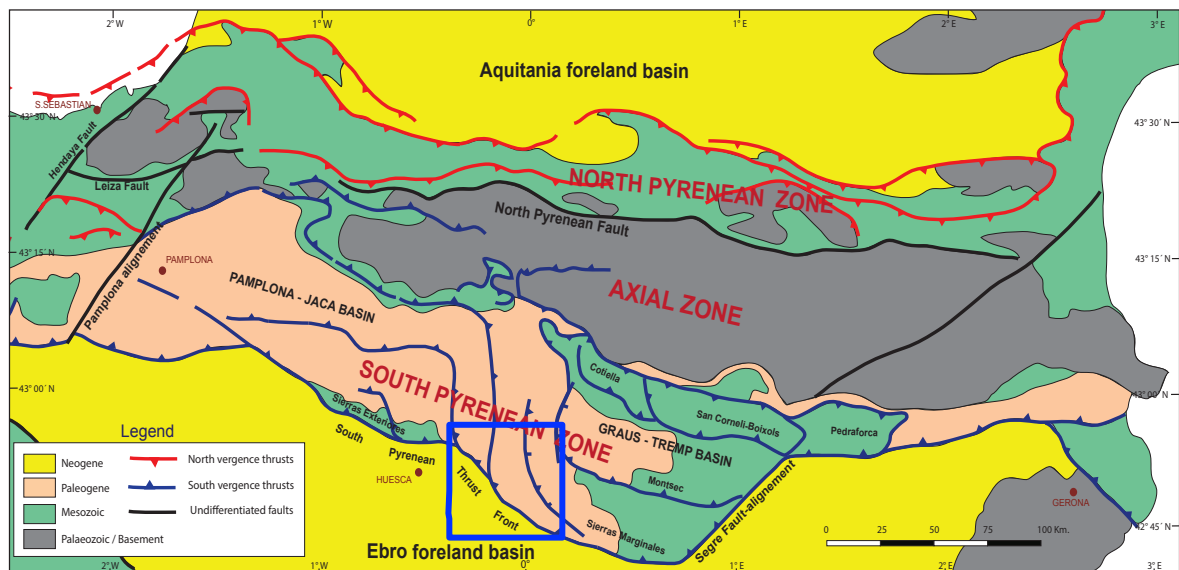 2° W
1° W
0°
1° E
2° E
3° E
Aquitania foreland basin
S.SEBASTIAN
43° 30´ N
43° 30´ N
Hendaya Fault
Leiza Fault
NORTH PYRENEAN ZONE
North Pyrenean Fault
43° 15´ N
43° 15´ N
PAMPLONA
Pamplona alignement
PAMPLONA - JACA BASIN
AXIAL ZONE
43° 00´ N
43° 00´ N
SOUTH PYRENEAN ZONE
Cotiella
San Corneli-Boixols
Pedraforca
Sierras Exteriores
GRAUS - TREMP BASIN
South
Pyrenean
Thrust
Front
Montsec
HUESCA
Segre Fault-alignement
GERONA
Sierras Marginales
Ebro foreland basin
Legend
Neogene
North vergence thrusts
Paleogene
South vergence thrusts
Mesozoic
Undifferentiated faults
Palaeozoic / Basement
0
25
50
75
100 Km.
42° 45´ N
2° W
1° W
0°
1° E
2° E
3° E